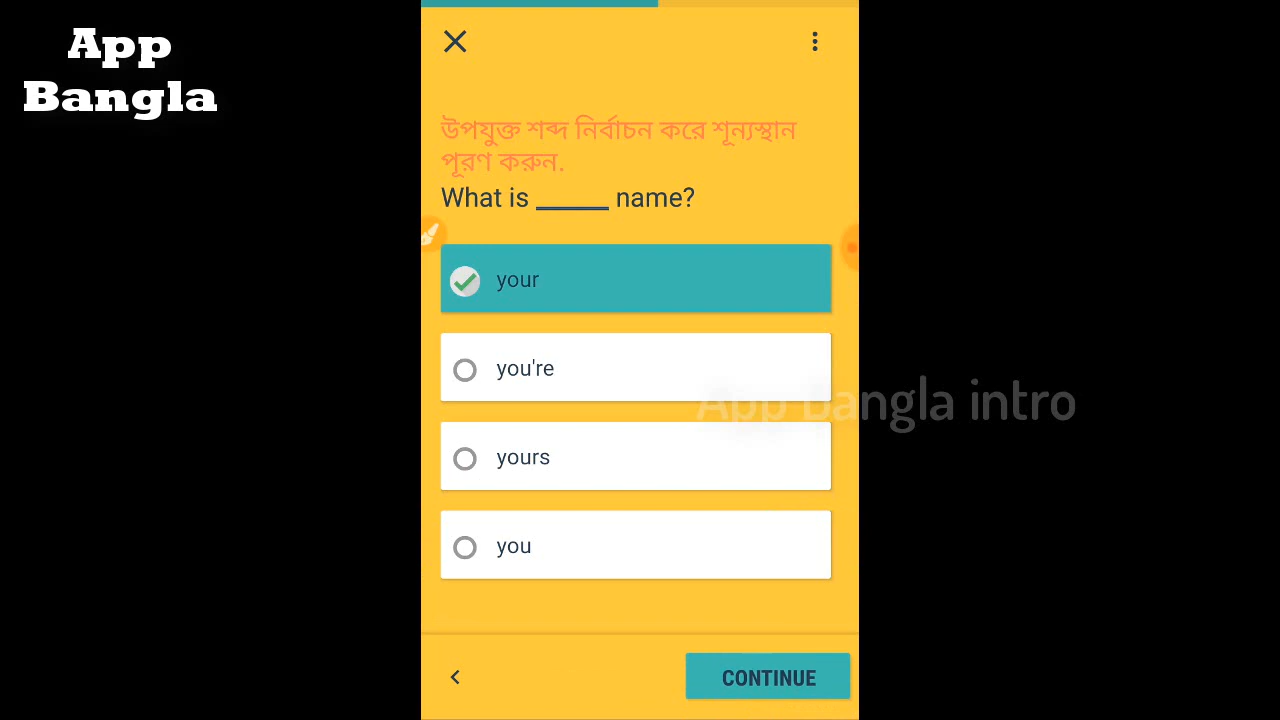 App
Bangla
উপযুক্ত শব্দ নির্বাচন করে শূন্যস্থান
পূরণ করুন.
What is ______ name?
your
you're
yours
you
App Bangla intro
CONTINUE